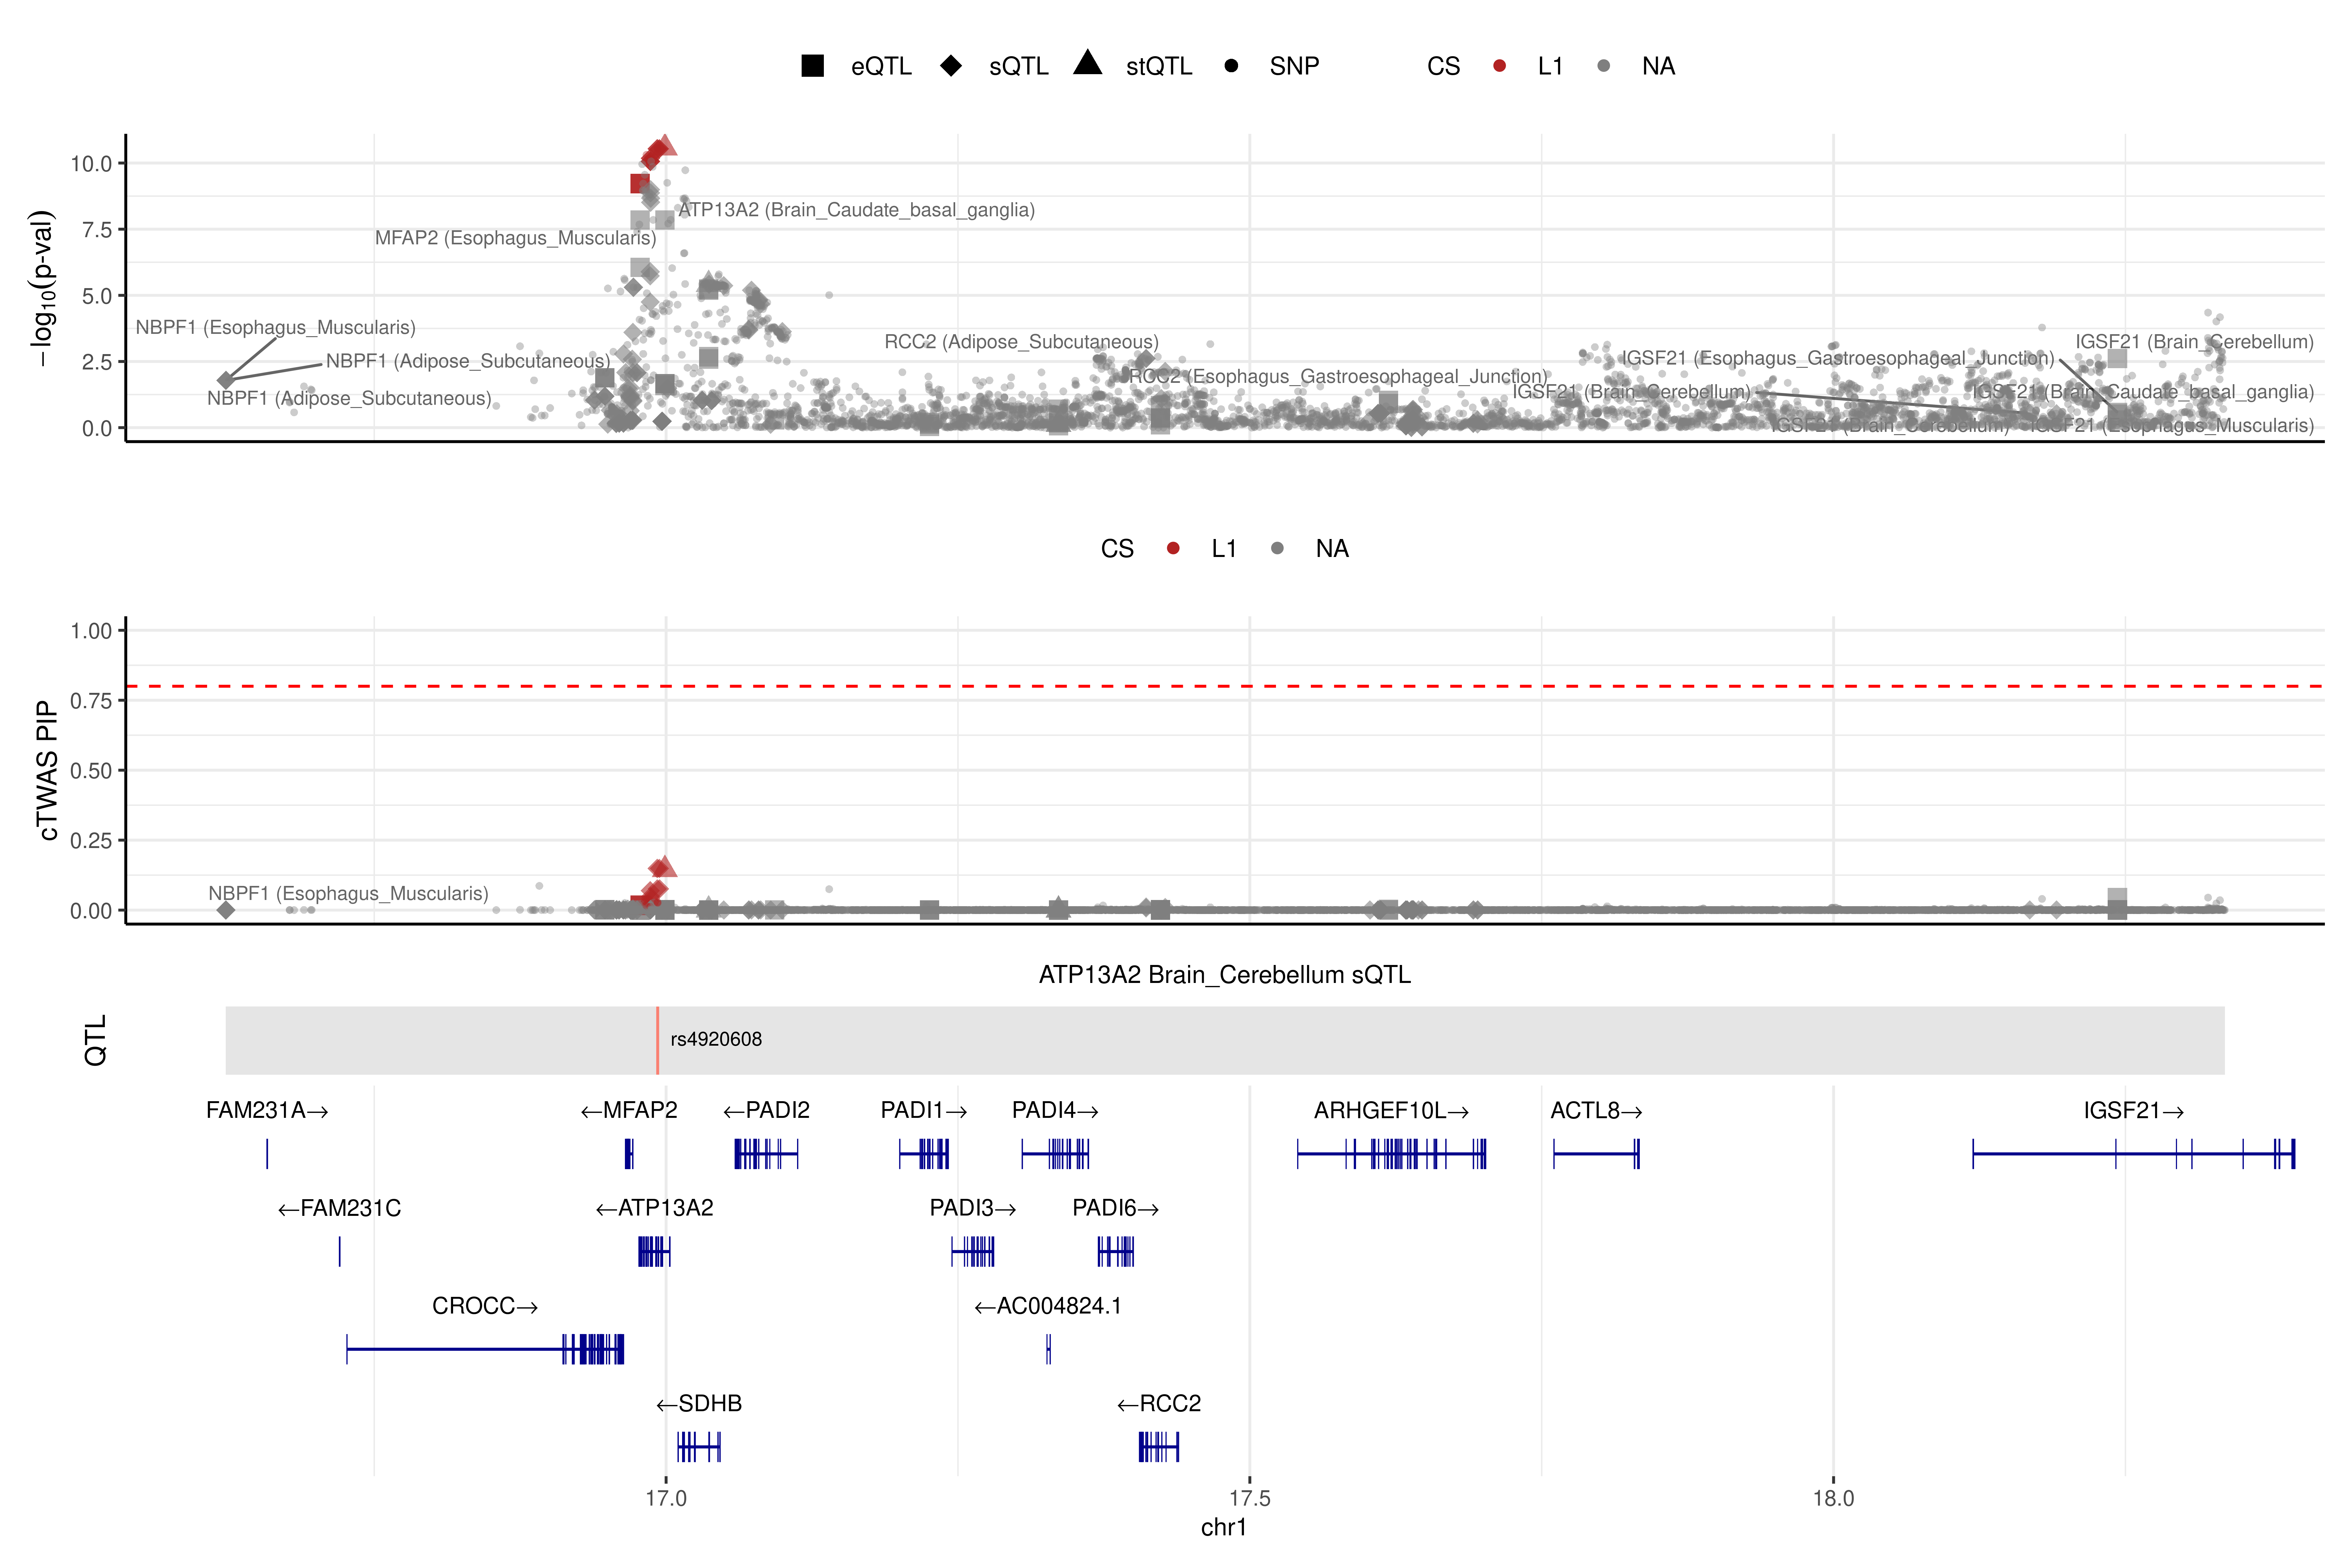 eQTL sQTL stQTL SNP CS L1 NA
−log10(p-val)
10.0
7.5
5.0
2.5
0.0
ATP13A2 (Brain_Caudate_basal_ganglia)
MFAP2 (Esophagus_Muscularis)
NBPF1 (Esophagus_Muscularis)
NBPF1 (Adipose_Subcutaneous)
NBPF1 (Adipose_Subcutaneous)
RCC2 (Adipose_Subcutaneous)
RCC2 (Esophagus_Gastroesophageal_Junction)
IGSF21 (Brain_Cerebellum)
IGSF21 (Esophagus_Gastroesophageal_Junction)
IGSF21 (Brain_Cerebellum)
IGSF21 (Brain_Caudate_basal_ganglia)
IGSF21 (Brain_Cerebellum)
IGSF21 (Esophagus_Muscularis)
CS L1 NA
cTWAS PIP
1.00
0.75
0.50
0.25
0.00
NBPF1 (Esophagus_Muscularis)
ATP13A2 Brain_Cerebellum sQTL
QTL
rs4920608
FAM231A→ ←MFAP2 ←PADI2 PADI1→ PADI4→ ARHGEF10L→ ACTL8→ IGSF21→
←FAM231C ←ATP13A2 PADI3→ PADI6→
CROCC→ ←AC004824.1
←SDHB ←RCC2
17.0 17.5 18.0
chr1